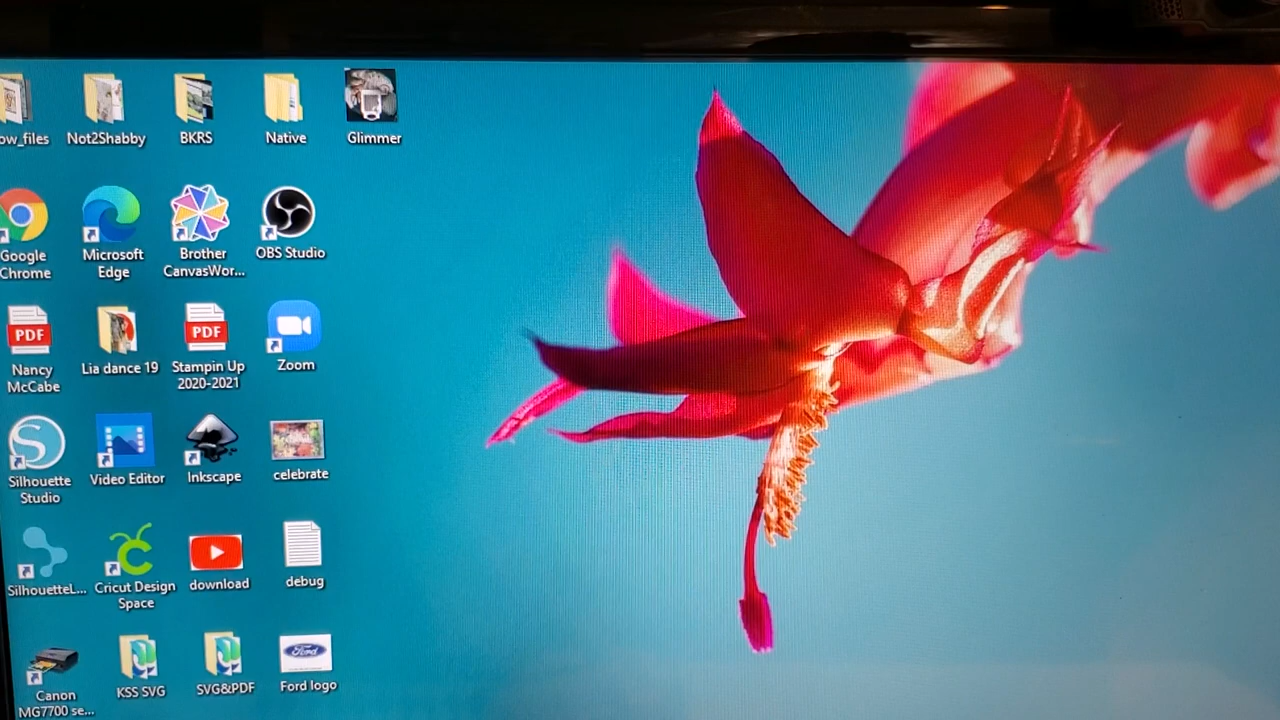 ow_files
Not2Shabby
BKRS
Native
Glimmer
Google
Chrome
Microsoft
Edge
Brother
CanvasWor...
OBS Studio
PDF
Nancy
McCabe
Lia dance 19
PDF
Stampin Up
2020-2021
Zoom
S
Silhouette
Studio
Video Editor
Inkscape
celebrate
SilhouetteL...
Cricut Design
Space
download
debug
Canon
MG7700 se...
KSS SVG
SVG&PDF
Ford
Ford logo